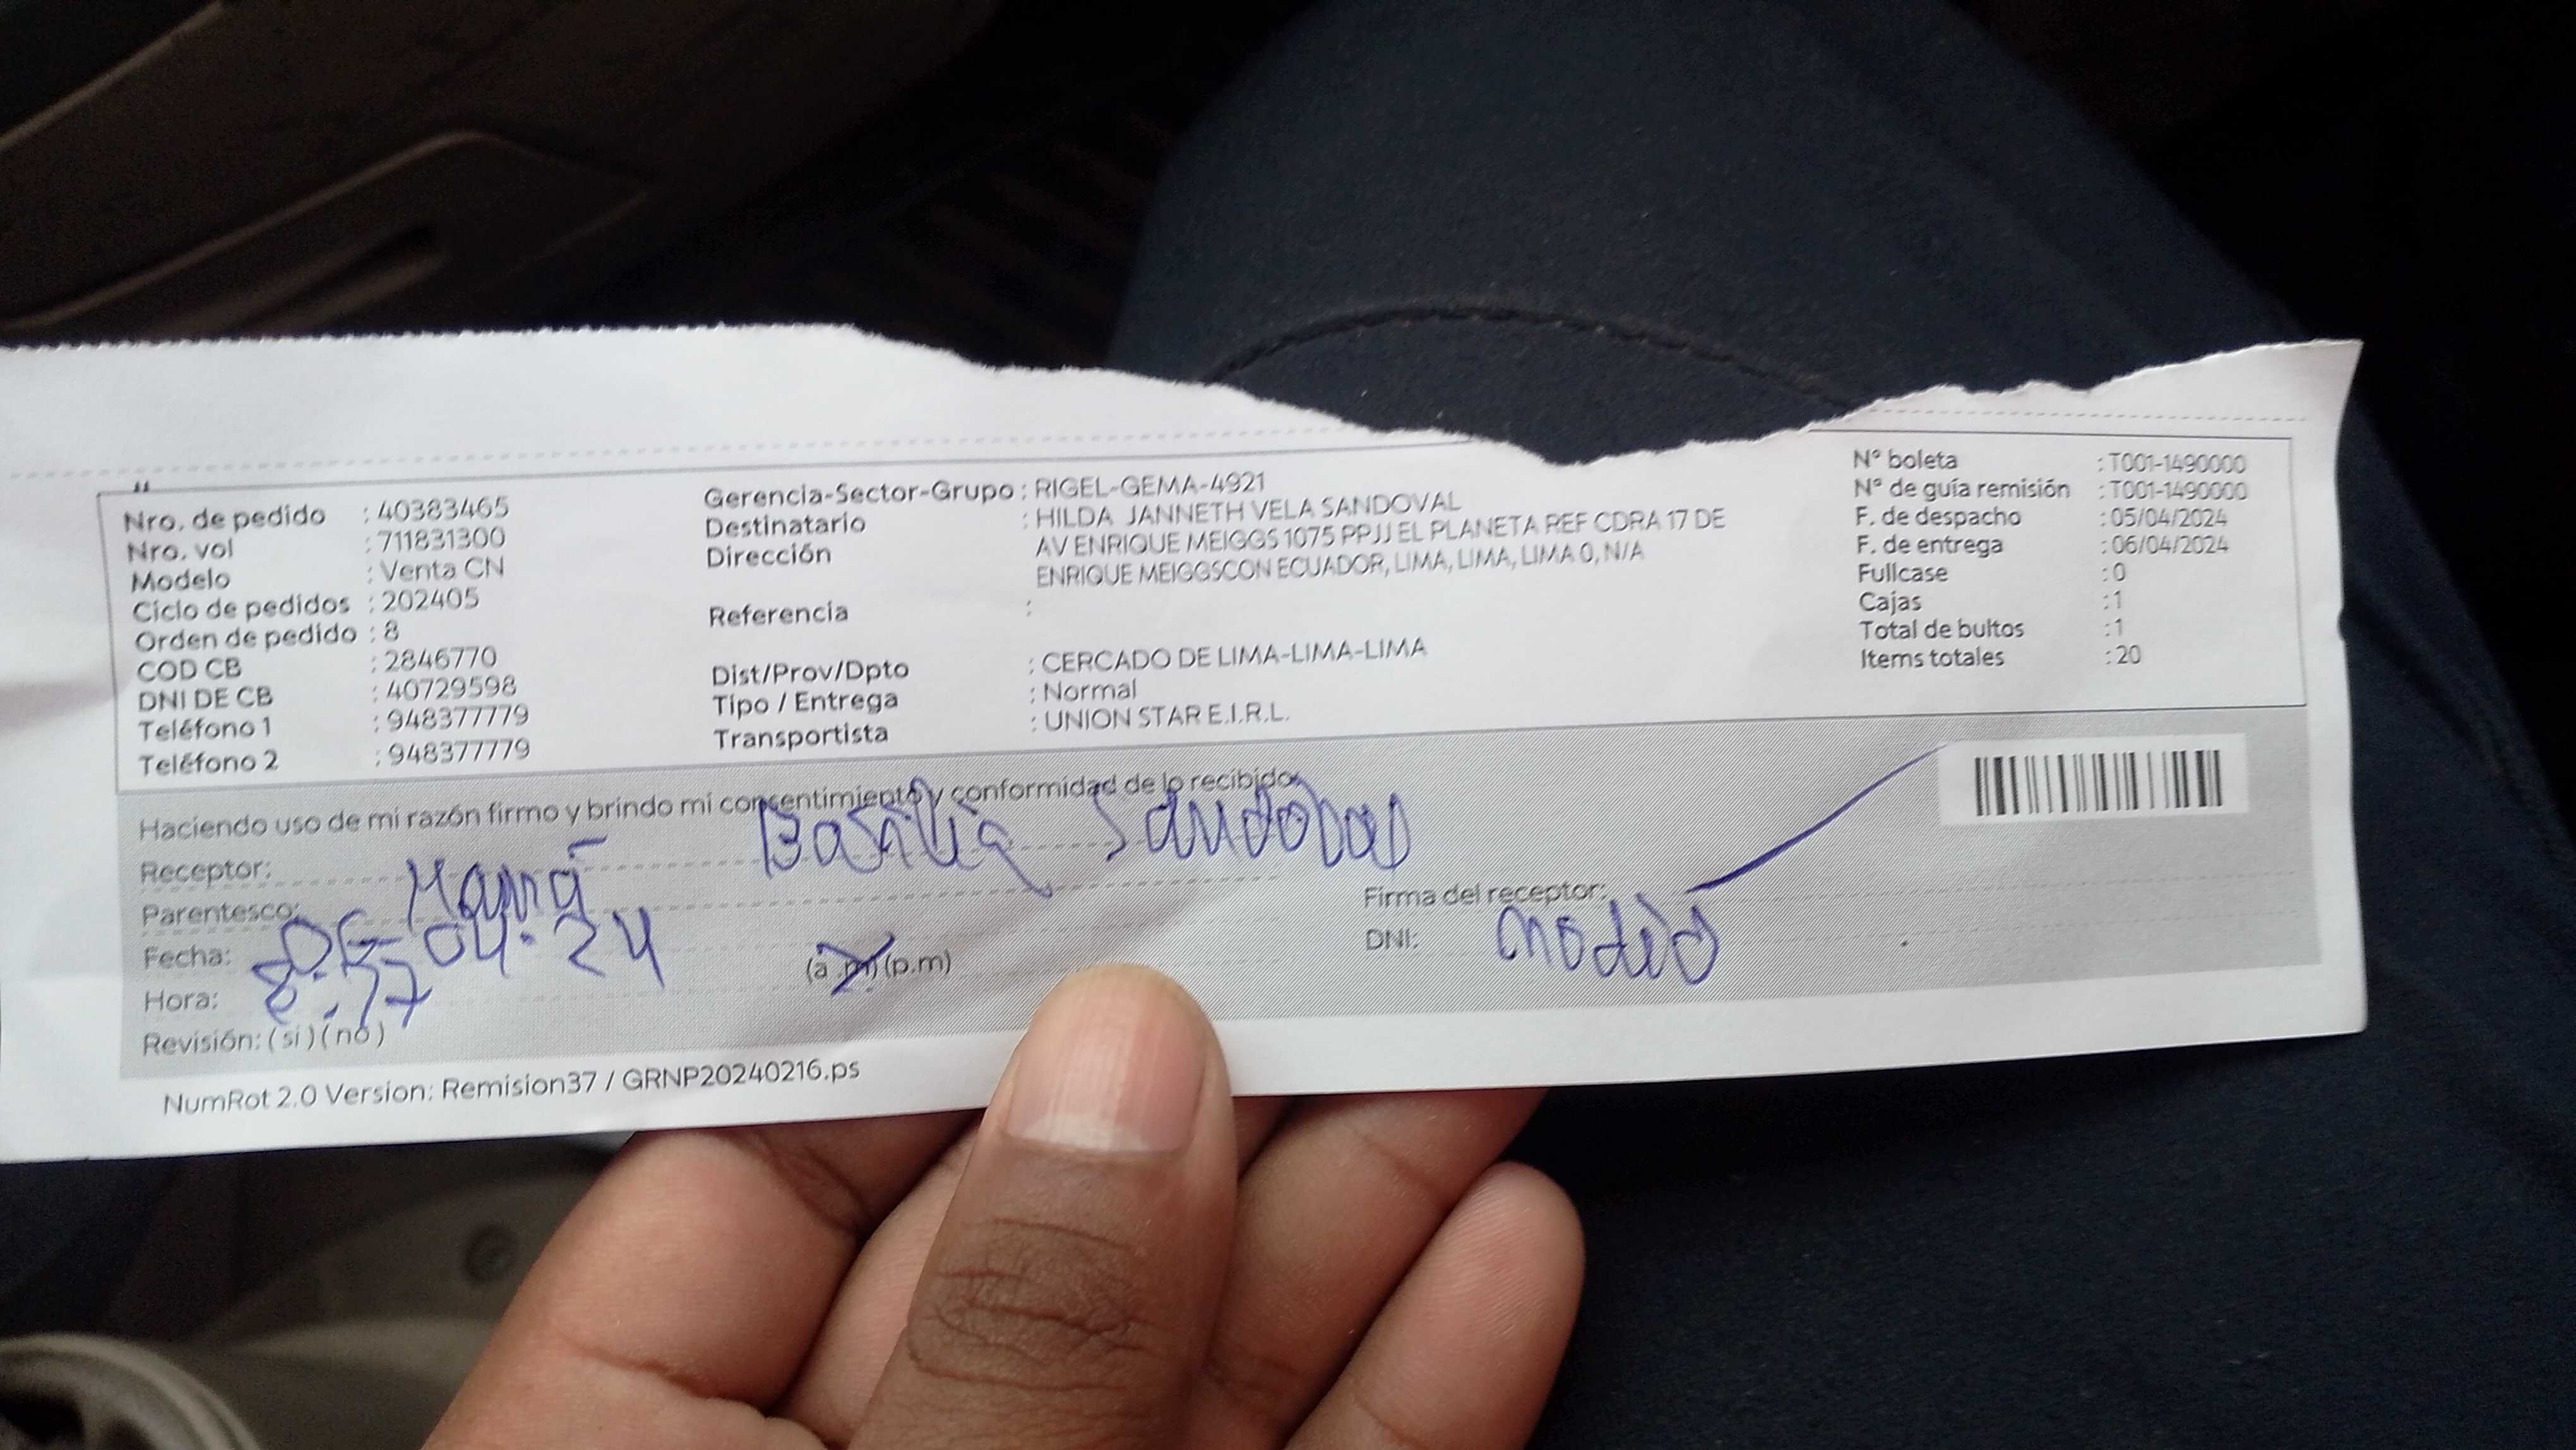 Nro. de pedido : 40383465
Nro. vol : 711831300
Modelo : Venta CN
Ciclo de pedidos : 202405
Orden de pedido : 8
COD CB : 2846770
DNI DE CB : 40729598
Teléfono 1 : 948377779
Teléfono 2 : 948377779
Gerencia-Sector-Grupo : RIGEL-GEMA-4921
Destinatario : HILDA JANNETH VELA SANDOVAL
Dirección AV ENRIQUE MEIGGS 1075 PPJJ EL PLANETA REF CDRA 17 DE
ENRIQUE MEIGGSCON ECUADOR, LIMA, LIMA, LIMA 0, N/A
Referencia :
Dist/Prov/Dpto : CERCADO DE LIMA-LIMA-LIMA
Tipo / Entrega : Normal
Transportista : UNION STAR E.I.R.L.
N° boleta : T001-1490000
N° de guía remisión : T001-1490000
F. de despacho : 05/04/2024
F. de entrega : 06/04/2024
Fullcase : 0
Cajas : 1
Total de bultos : 1
Items totales : 20
Haciendo uso de mi razón firmo y brindo mi consentimiento y conformidad de lo recibido:
Receptor: Basilia Sandobal
Parentesco: Mamá
Fecha: 06-04-24
Hora: (a.m) (p.m)
Revisión: (si) (no)
Firma del receptor:
DNI: no dio
NumRot 2.0 Version: Remision37 / GRNP20240216.ps